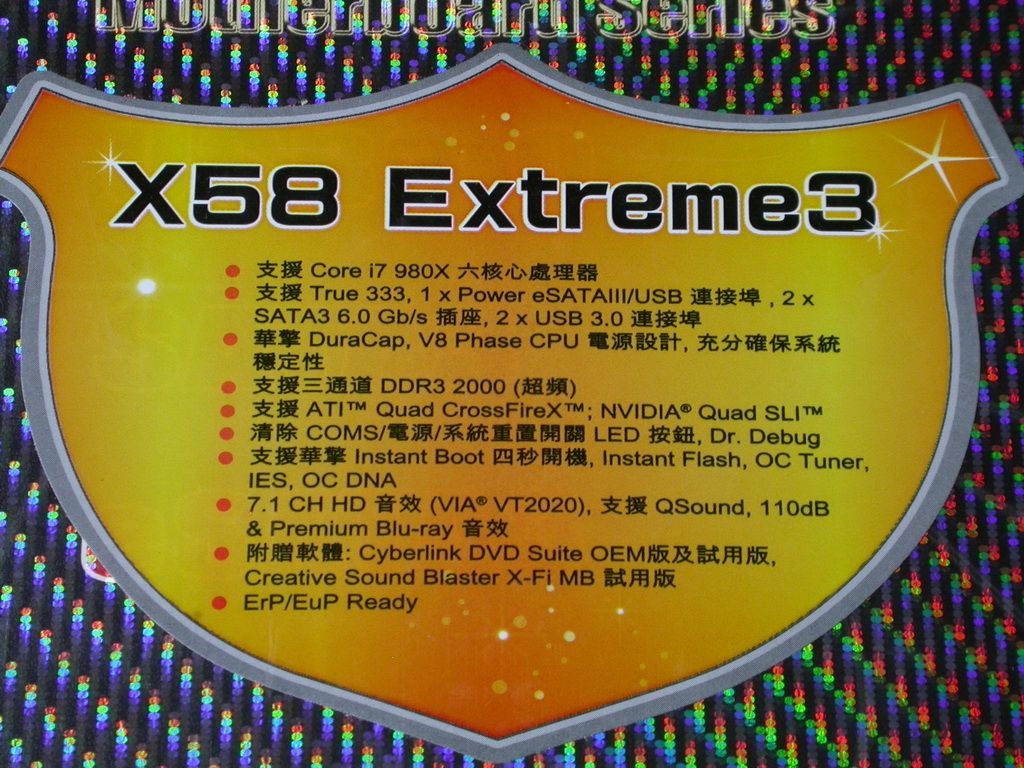 Motherboard series
X58 Extreme3
支援 Core i7 980X 六核心處理器
支援 True 333, 1 x Power eSATAIII/USB 連接埠 , 2 x
SATA3 6.0 Gb/s 插座, 2 x USB 3.0 連接埠
華擎 DuraCap, V8 Phase CPU 電源設計, 充分確保系統
穩定性
支援三通道 DDR3 2000 (超頻)
支援 ATI™ Quad CrossFireX™; NVIDIA® Quad SLI™
清除 COMS/電源/系統重置開關 LED 按鈕, Dr. Debug
支援華擎 Instant Boot 四秒開機, Instant Flash, OC Tuner,
IES, OC DNA
7.1 CH HD 音效 (VIA® VT2020), 支援 QSound, 110dB
& Premium Blu-ray 音效
附贈軟體: Cyberlink DVD Suite OEM版及試用版,
Creative Sound Blaster X-Fi MB 試用版
ErP/EuP Ready